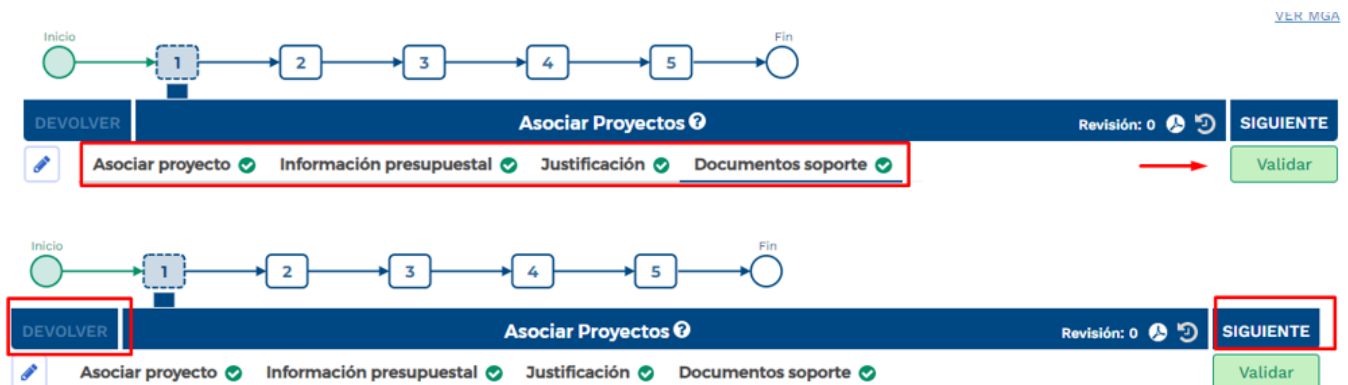 VER MGA
Inicio
Fin
1 2 3 4 5
DEVOLVER Asociar Proyectos ? Revisión: 0 SIGUIENTE
Asociar proyecto Información presupuestal Justificación Documentos soporte Validar
Inicio
Fin
1 2 3 4 5
DEVOLVER Asociar Proyectos ? Revisión: 0 SIGUIENTE
Asociar proyecto Información presupuestal Justificación Documentos soporte Validar